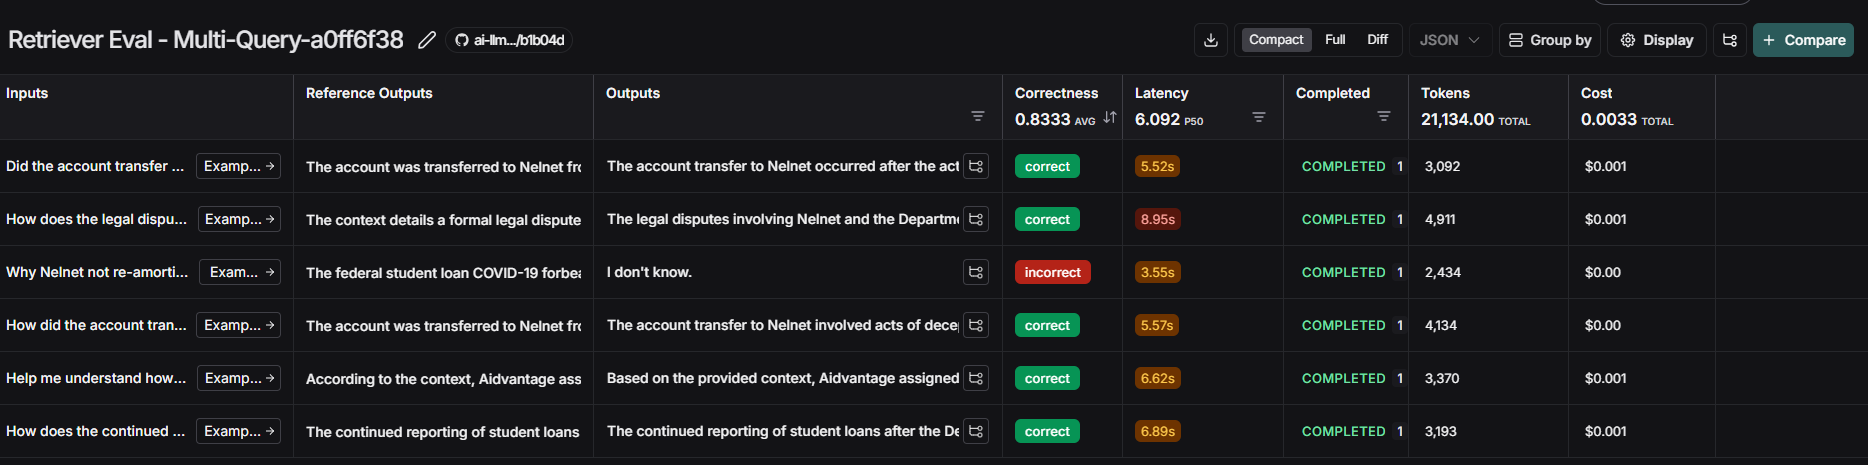 Retriever Eval - Multi-Query-a0ff6f38 ai-llm.../b1b04d Compact Full Diff JSON Group by Display + Compare
Inputs Reference Outputs Outputs Correctness Latency Completed Tokens Cost
0.8333 AVG 6.092 P50 21,134.00 TOTAL 0.0033 TOTAL
Did the account transfer ... Examp... → The account was transferred to Nelnet fro The account transfer to Nelnet occurred after the act correct 5.52s COMPLETED 1 3,092 $0.001
How does the legal dispu... Examp... → The context details a formal legal dispute The legal disputes involving Nelnet and the Departme correct 8.95s COMPLETED 1 4,911 $0.001
Why Nelnet not re-amorti... Exam... → The federal student loan COVID-19 forbea I don't know. incorrect 3.55s COMPLETED 1 2,434 $0.00
How did the account tran... Examp... → The account was transferred to Nelnet fro The account transfer to Nelnet involved acts of dece correct 5.57s COMPLETED 1 4,134 $0.00
Help me understand how... Examp... → According to the context, Aidvantage ass Based on the provided context, Aidvantage assigned correct 6.62s COMPLETED 1 3,370 $0.001
How does the continued ... Examp... → The continued reporting of student loans The continued reporting of student loans after the De correct 6.89s COMPLETED 1 3,193 $0.001